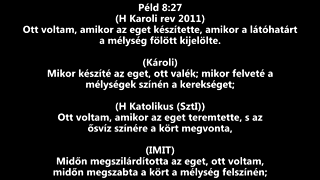 Péld 8:27
(H Karoli rev 2011)
Ott voltam, amikor az eget készítette, amikor a látóhatárt
a mélység fölött kijelölte.
(Károli)
Mikor készíté az eget, ott valék; mikor felveté a
mélységek színén a kerekséget;
(H Katolikus (SztI))
Ott voltam, amikor az eget teremtette, s az
ősvíz színére a kört megvonta,
(IMIT)
Midőn megszilárdította az eget, ott voltam,
midőn megszabta a kört a mélység felszínén;